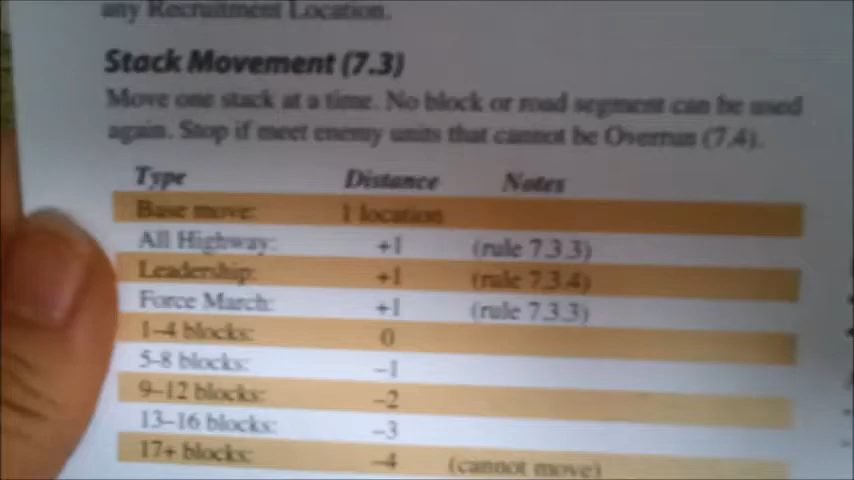 any Recruitment Location.
Stack Movement (7.3)
Move one stack at a time. No block or road segment can be used
again. Stop if meet enemy units that cannot be Overrun (7.4).
Type Distance Notes
Base move: 1 location
All Highway: +1 (rule 7.3.3)
Leadership: +1 (rule 7.3.4)
Force March: +1 (rule 7.3.3)
1–4 blocks: 0
5-8 blocks: –1
9–12 blocks: –2
13–16 blocks: –3
17+ blocks: –4 (cannot move)